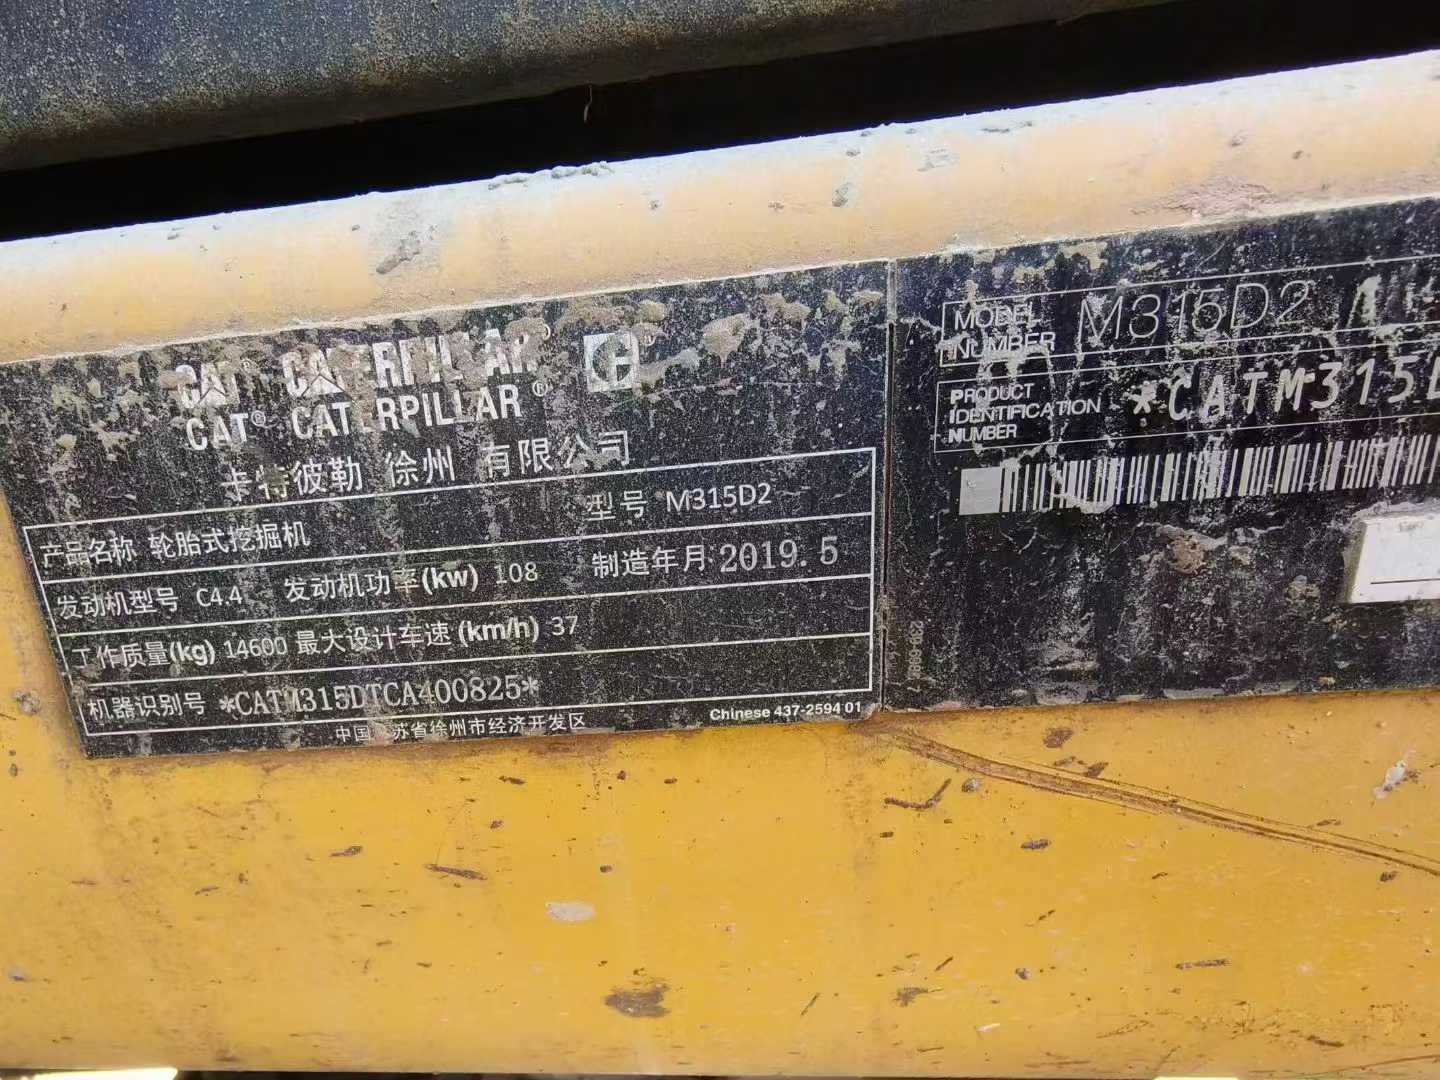 CAT® CATERPILLAR®
CAT® CATERPILLAR®
卡特彼勒 徐州 有限公司
产品名称 轮胎式挖掘机 型号 M315D2
发动机型号 C4.4 发动机功率(kw) 108 制造年月 2019.5
工作质量(kg) 14600 最大设计车速(km/h) 37
机器识别号 *CATM315DTCA400825*
中国 苏省徐州市经济开发区 Chinese 437-2594 01
MODEL NUMBER M315D2
PRODUCT IDENTIFICATION NUMBER *CATM315